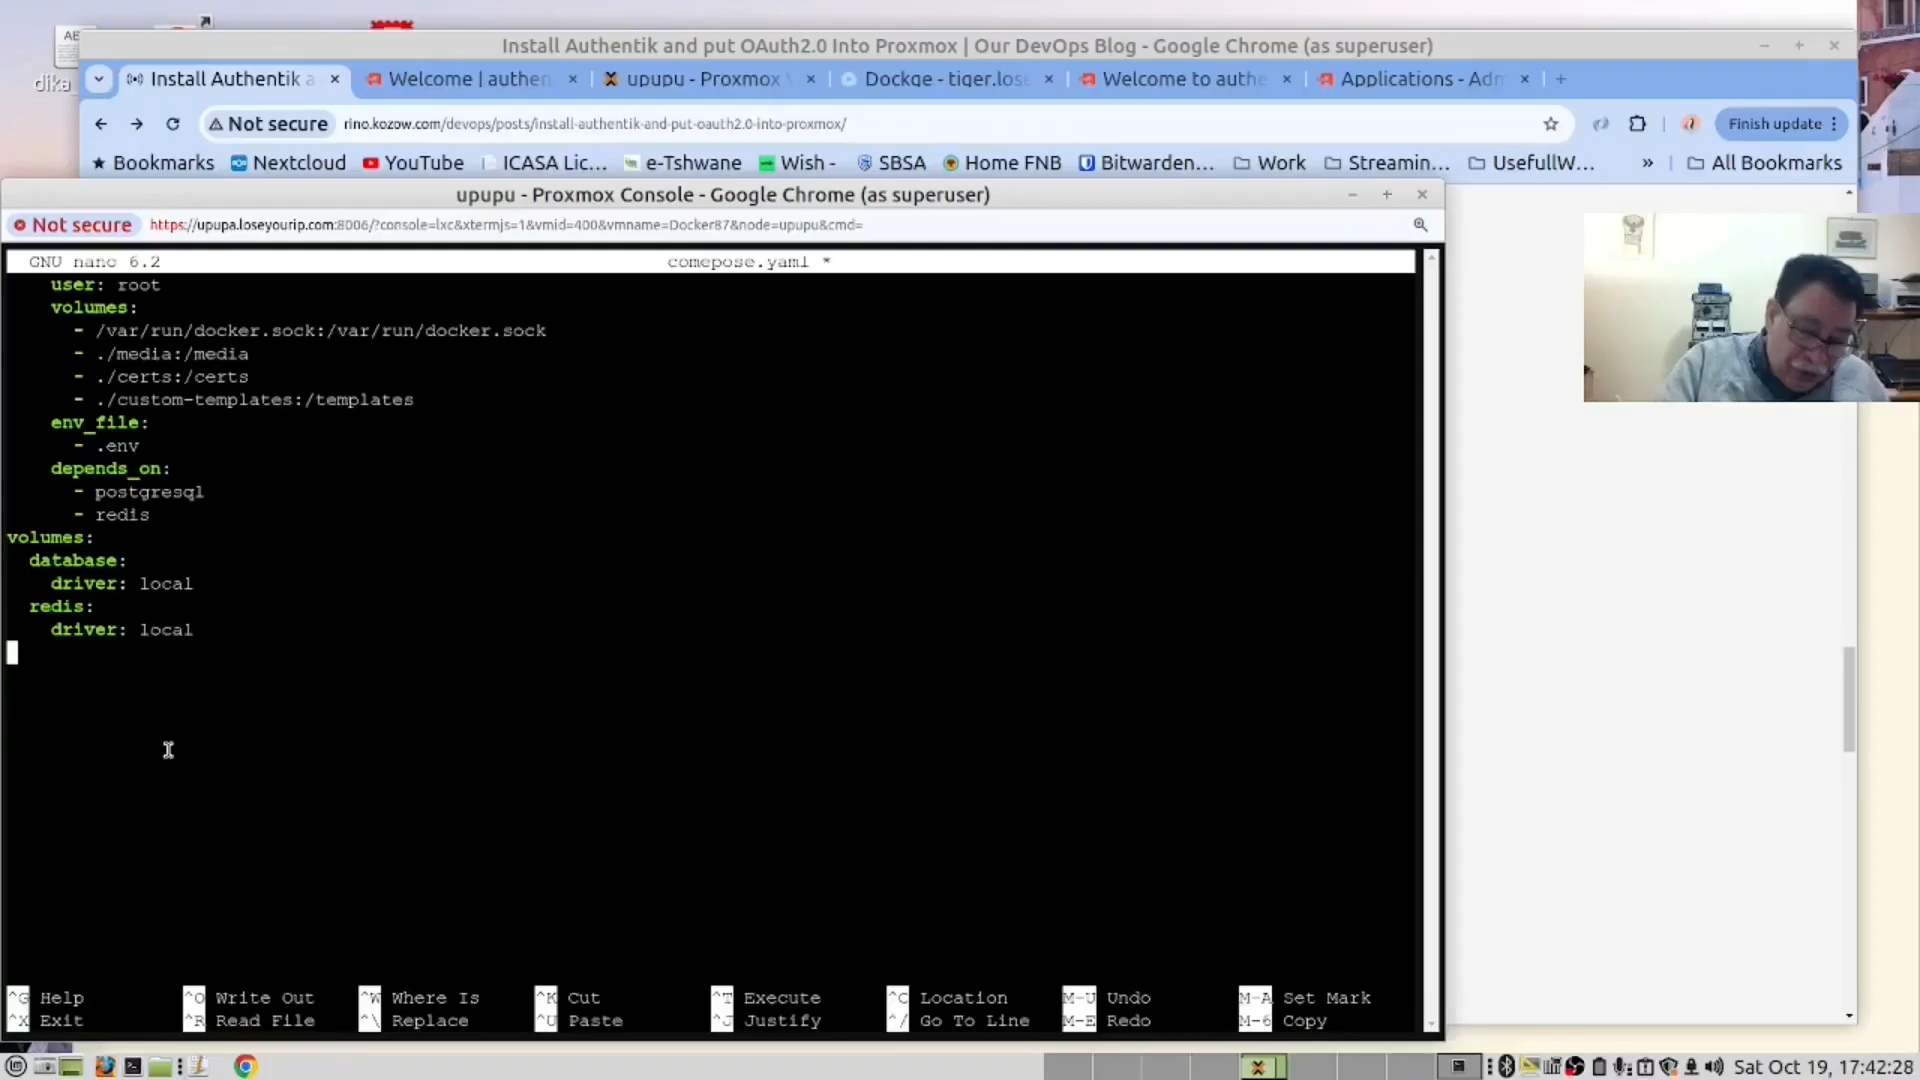 AB
dika
Install Authentik and put OAuth2.0 Into Proxmox | Our DevOps Blog - Google Chrome (as superuser)
Install Authentik a
Welcome | authen
upupu - Proxmox V
Dockge - tiger.lose
Welcome to authe
Applications - Adm
Not secure
rino.kozow.com/devops/posts/install-authentik-and-put-oauth2.0-into-proxmox/
Finish update
Bookmarks
Nextcloud
YouTube
ICASA Lic...
e-Tshwane
Wish -
SBSA
Home FNB
Bitwarden...
Work
Streamin...
UsefullW...
»
All Bookmarks
upupu - Proxmox Console - Google Chrome (as superuser)
Not secure
https://upupa.loseyourip.com:8006/?console=lxc&xtermjs=1&vmid=400&vmname=Docker87&node=upupu&cmd=
GNU nano 6.2 comepose.yaml *
user: root
volumes:
- /var/run/docker.sock:/var/run/docker.sock
- ./media:/media
- ./certs:/certs
- ./custom-templates:/templates
env_file:
- .env
depends_on:
- postgresql
- redis
volumes:
database:
driver: local
redis:
driver: local
^G Help ^O Write Out ^W Where Is ^K Cut ^T Execute ^C Location M-U Undo M-A Set Mark
^X Exit ^R Read File ^\ Replace ^U Paste ^J Justify ^/ Go To Line M-E Redo M-6 Copy
Sat Oct 19, 17:42:28